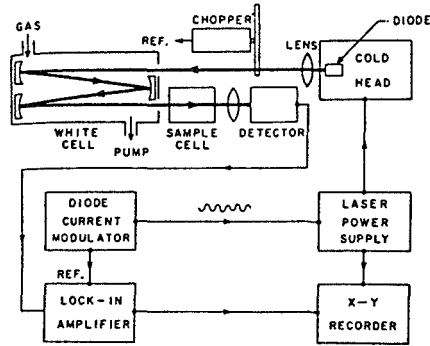 GAS
CHOPPER
DIODE
REF.
LENS
COLD
HEAD
WHITE
CELL
PUMP
SAMPLE
CELL
DETECTOR
DIODE
CURRENT
MODULATOR
LASER
POWER
SUPPLY
REF.
LOCK-IN
AMPLIFIER
X-Y
RECORDER